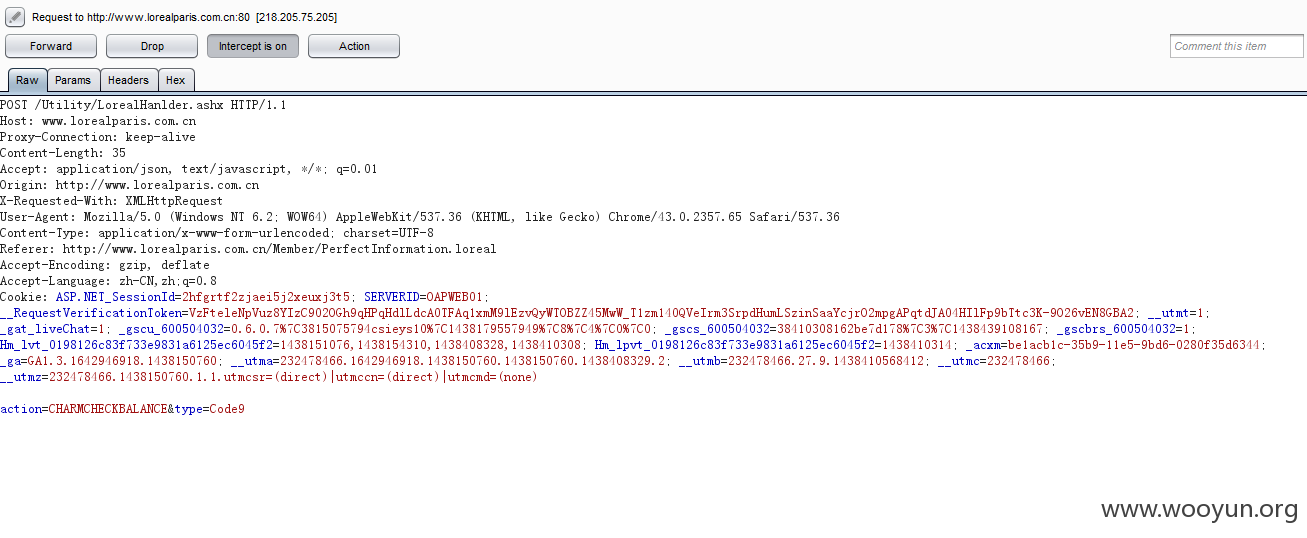 Request to http://www.lorealparis.com.cn:80 [218.205.75.205]
Forward Drop Intercept is on Action Comment this item
Raw Params Headers Hex
POST /Utility/LorealHanlder.ashx HTTP/1.1
Host: www.lorealparis.com.cn
Proxy-Connection: keep-alive
Content-Length: 35
Accept: application/json, text/javascript, */*; q=0.01
Origin: http://www.lorealparis.com.cn
X-Requested-With: XMLHttpRequest
User-Agent: Mozilla/5.0 (Windows NT 6.2; WOW64) AppleWebKit/537.36 (KHTML, like Gecko) Chrome/43.0.2357.65 Safari/537.36
Content-Type: application/x-www-form-urlencoded; charset=UTF-8
Referer: http://www.lorealparis.com.cn/Member/PerfectInformation.loreal
Accept-Encoding: gzip, deflate
Accept-Language: zh-CN,zh;q=0.8
Cookie: ASP.NET_SessionId=2hfgrtf2zjaei5j2xeuxj3t5; SERVERID=OAPWEB01;
__RequestVerificationToken=VzFteleNpVuz8YIzC902OGh9qHPqHdlLdcA0TFAq1xmM9lEzvQyWTOBZZ45MwW_T1zm140QVeIrm3SrpdHumLSzinSaaYcjrO2mpgAPqtdJA04HIlFp9bTtc3K-9O26vEN8GBA2; __utmt=1;
_gat_liveChat=1; _gscu_600504032=0.6.0.7%7C3815075794csieys10%7C1438179557949%7C8%7C4%7C0%7C0; _gscs_600504032=38410308162be7d178%7C3%7C1438439108167; _gscbrs_600504032=1;
Hm_lvt_0198126c83f733e9831a6125ec6045f2=1438151076,1438154310,1438408328,1438410308; Hm_lpvt_0198126c83f733e9831a6125ec6045f2=1438410314; _acxm=be1acb1c-35b9-11e5-9bd6-0280f35d6344;
_ga=GA1.3.1642946918.1438150760; __utma=232478466.1642946918.1438150760.1438150760.1438408329.2; __utmb=232478466.27.9.1438410568412; __utmc=232478466;
__utmz=232478466.1438150760.1.1.utmcsr=(direct)|utmccn=(direct)|utmcmd=(none)
action=CHARMCHECKBALANCE&type=Code9
www.wooyun.org